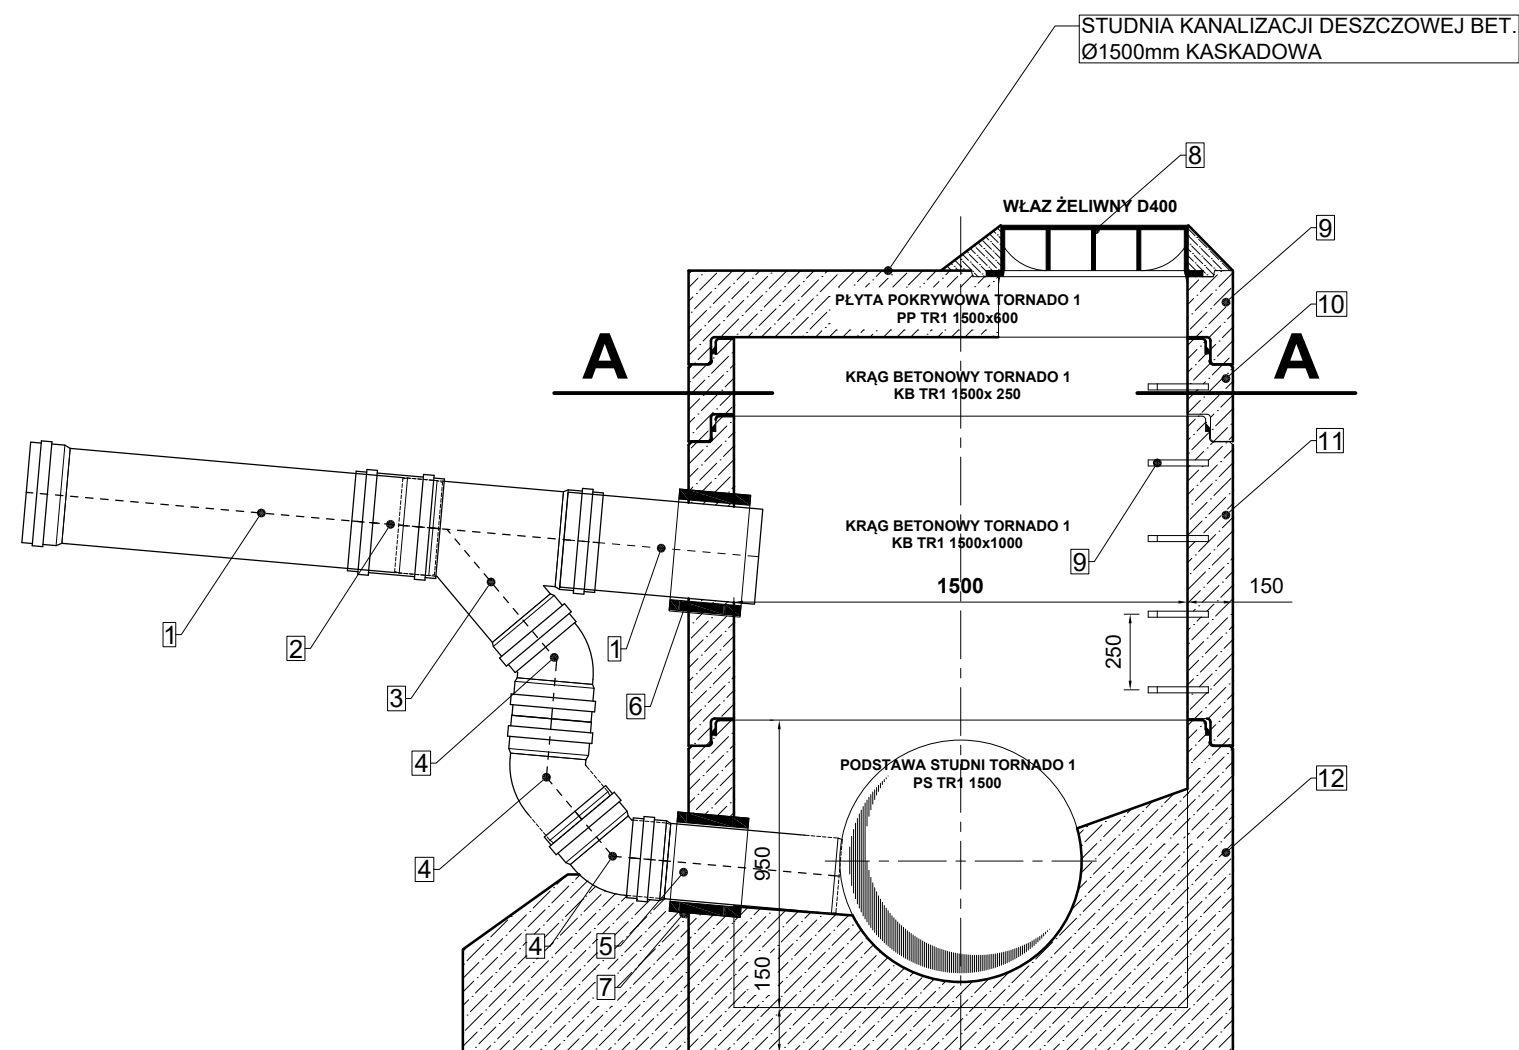 STUDNIA KANALIZACJI DESZCZOWEJ BET.
Ø1500mm KASKADOWA
8
WŁAZ ŻELIWNY D400
9
PŁYTA POKRYWOWA TORNADO 1
PP TR1 1500x600
10
A
A
KRĄG BETONOWY TORNADO 1
KB TR1 1500x 250
11
KRĄG BETONOWY TORNADO 1
KB TR1 1500x1000
9
1500
150
1
2
1
250
3
6
4
PODSTAWA STUDNI TORNADO 1
PS TR1 1500
12
4
950
4
5
150
7